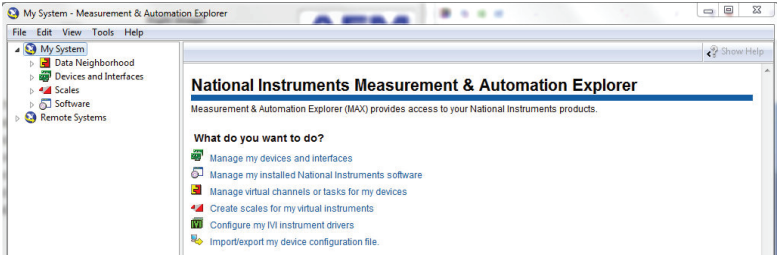 My System - Measurement & Automation Explorer
File Edit View Tools Help
My System
Data Neighborhood
Devices and Interfaces
Scales
Software
Remote Systems
Show Help
National Instruments Measurement & Automation Explorer
Measurement & Automation Explorer (MAX) provides access to your National Instruments products.
What do you want to do?
Manage my devices and interfaces
Manage my installed National Instruments software
Manage virtual channels or tasks for my devices
Create scales for my virtual instruments
Configure my IVI instrument drivers
Import/export my device configuration file.